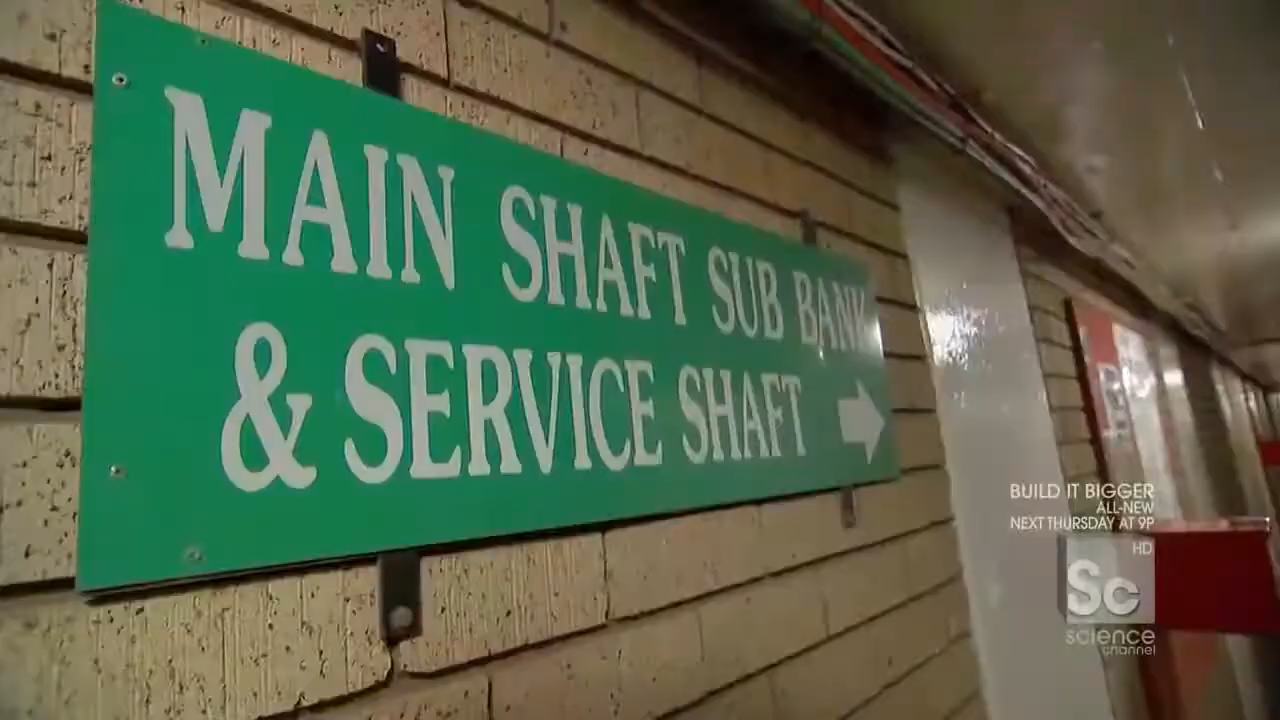 MAIN SHAFT SUB BANK
& SERVICE SHAFT
BUILD IT BIGGER
ALL-NEW
NEXT THURSDAY AT 9P
HD
Sc
science
channel